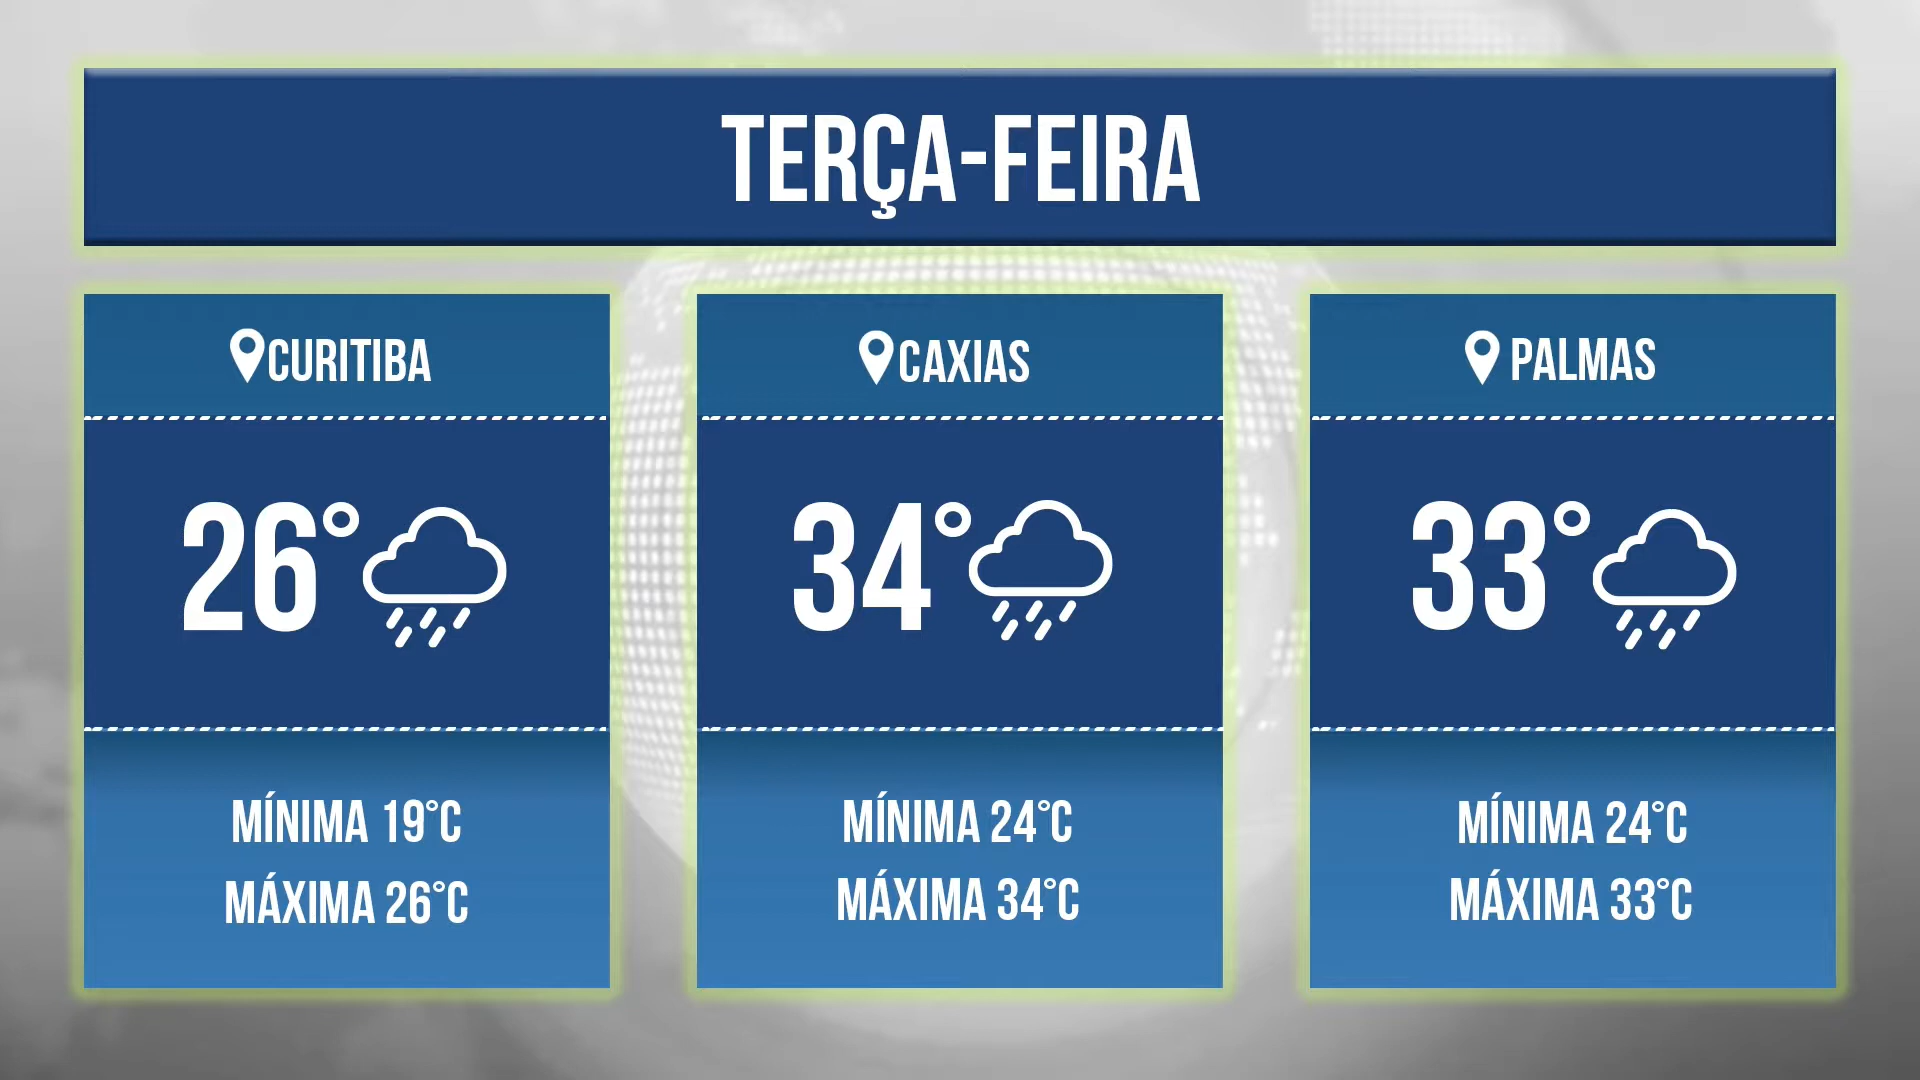 TERÇA-FEIRA
CURITIBA
26°
MÍNIMA 19°C
MÁXIMA 26°C
CAXIAS
34°
MÍNIMA 24°C
MÁXIMA 34°C
PALMAS
33°
MÍNIMA 24°C
MÁXIMA 33°C